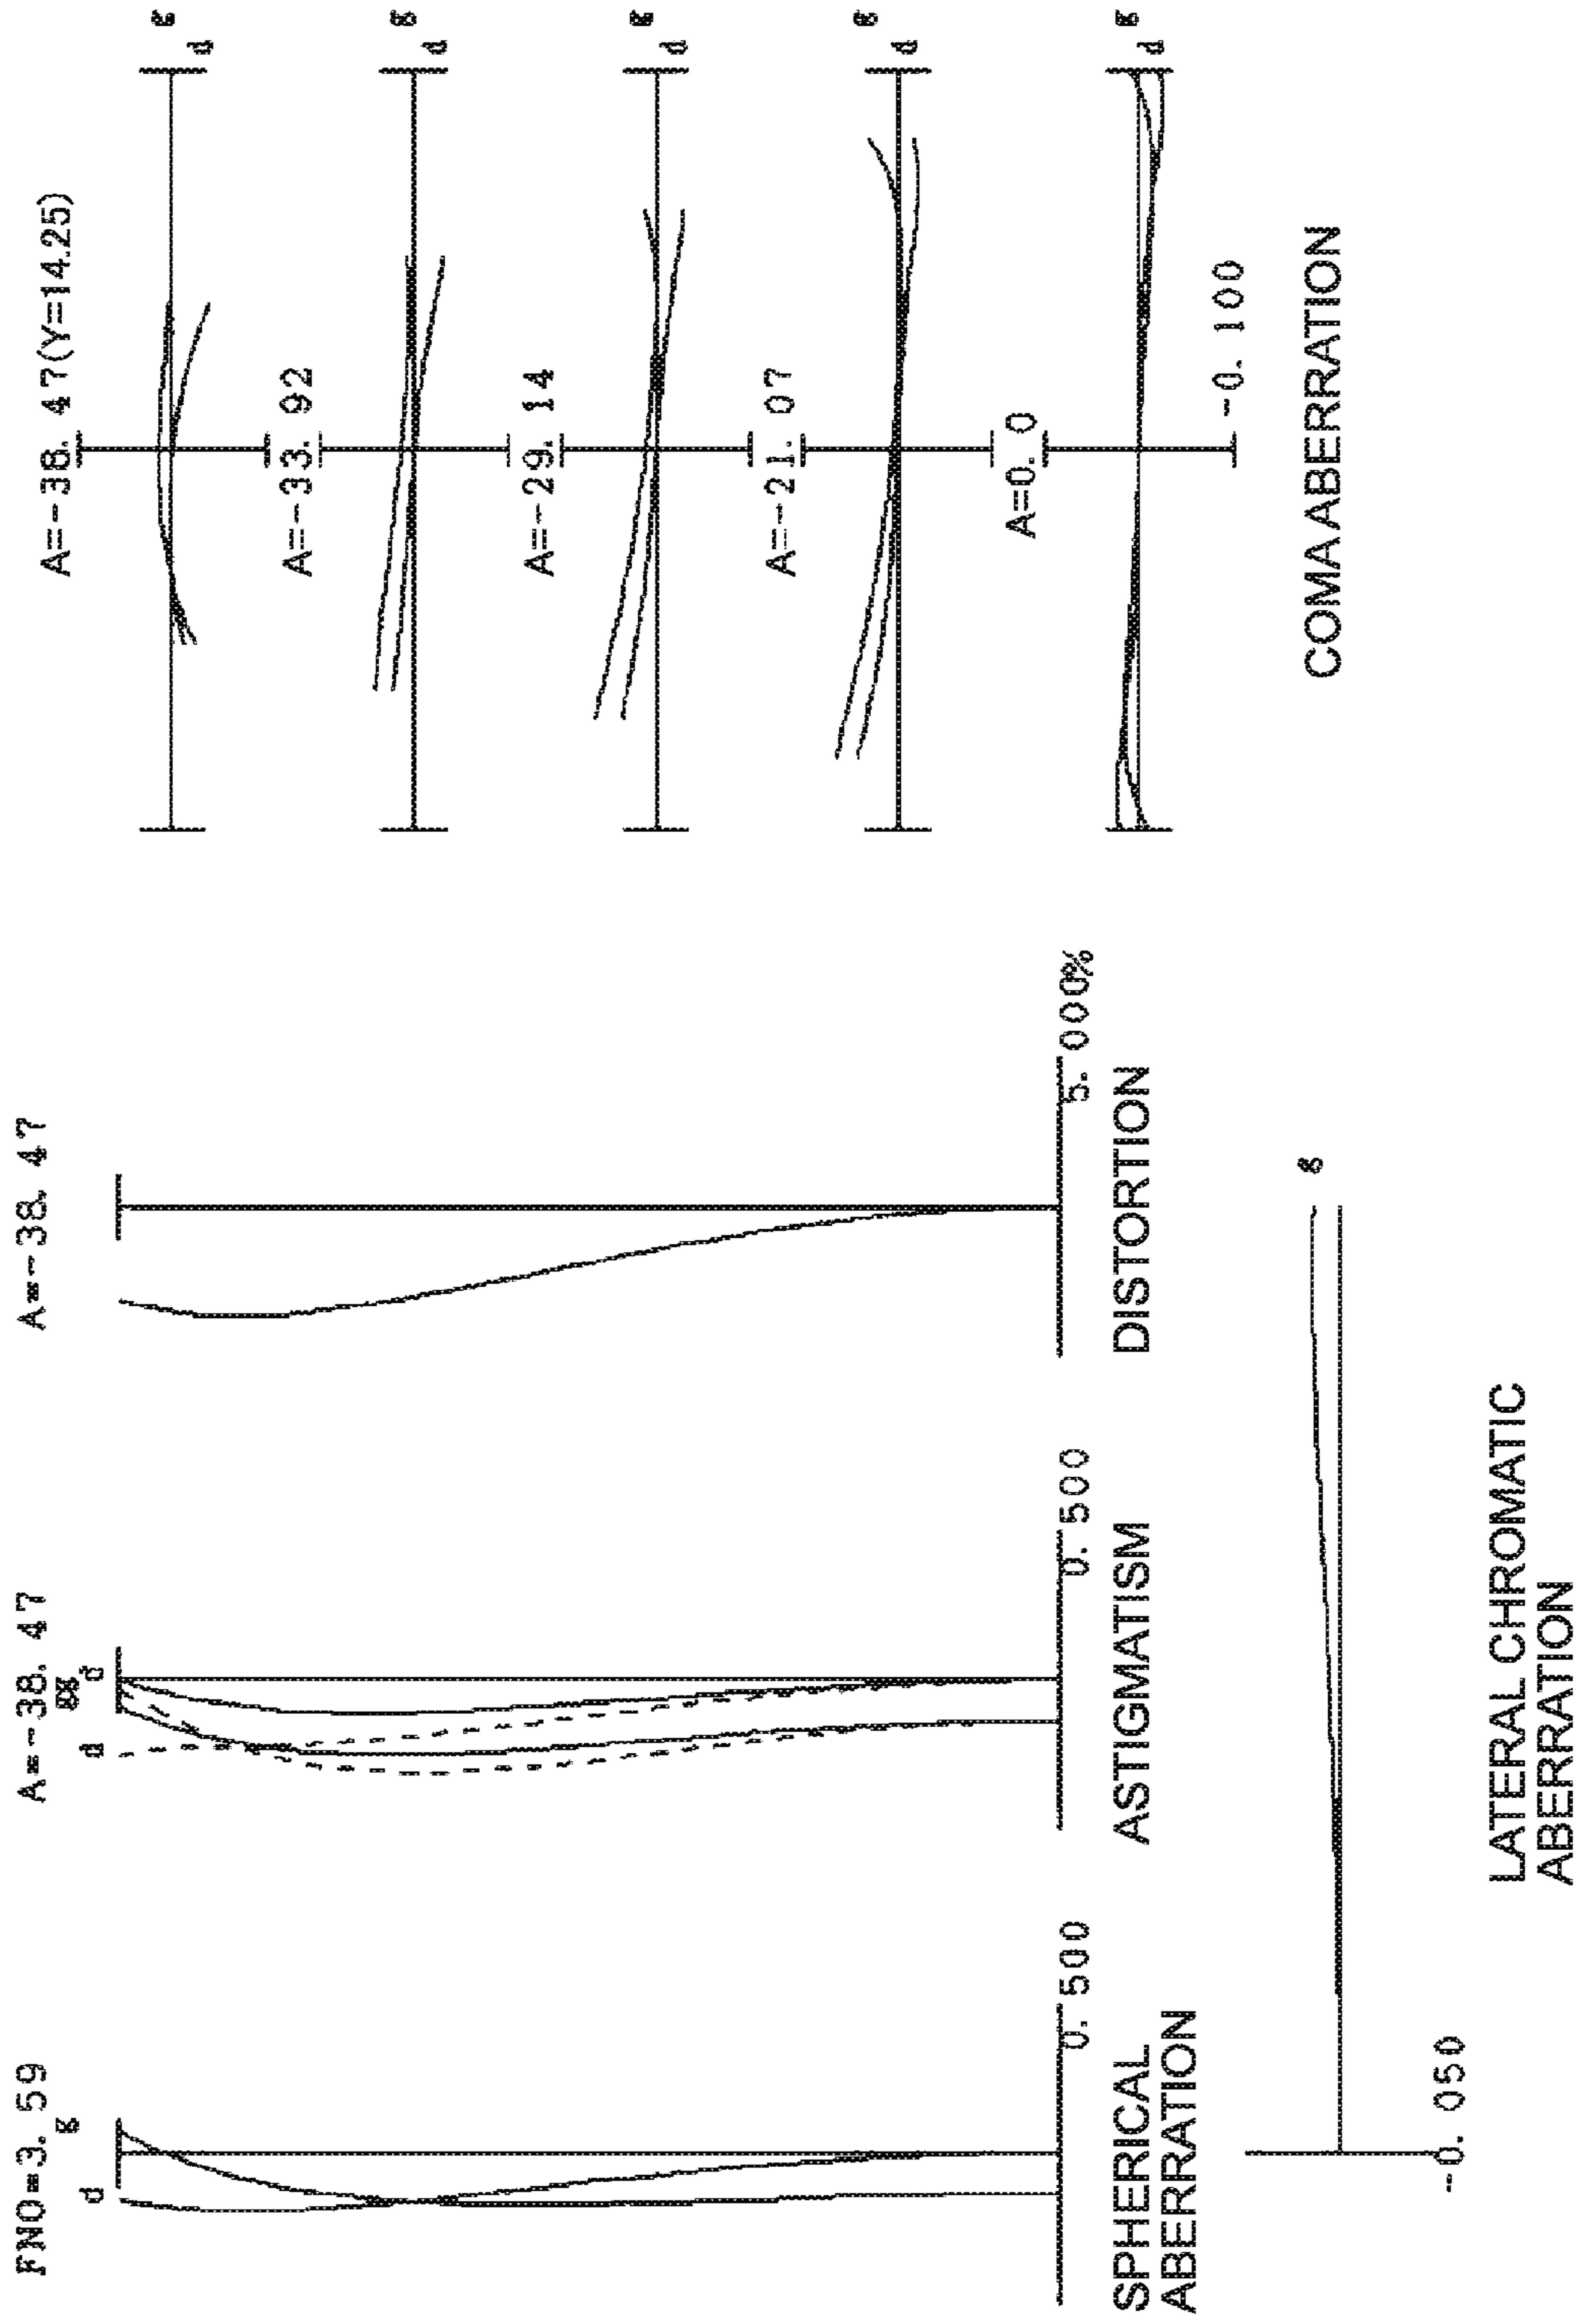 FNO=3.59
d
g
0.500
SPHERICAL
ABERRATION
A=-38.47
d
gg
d
0.500
ASTIGMATISM
A=-38.47
5.000%
DISTORTION
g
-0.050
LATERAL CHROMATIC
ABERRATION
A=-38.47(Y=14.25)
g
d
A=-33.92
g
d
A=-29.14
g
d
A=-21.07
g
d
A=0.0
g
d
-0.100
COMA ABERRATION